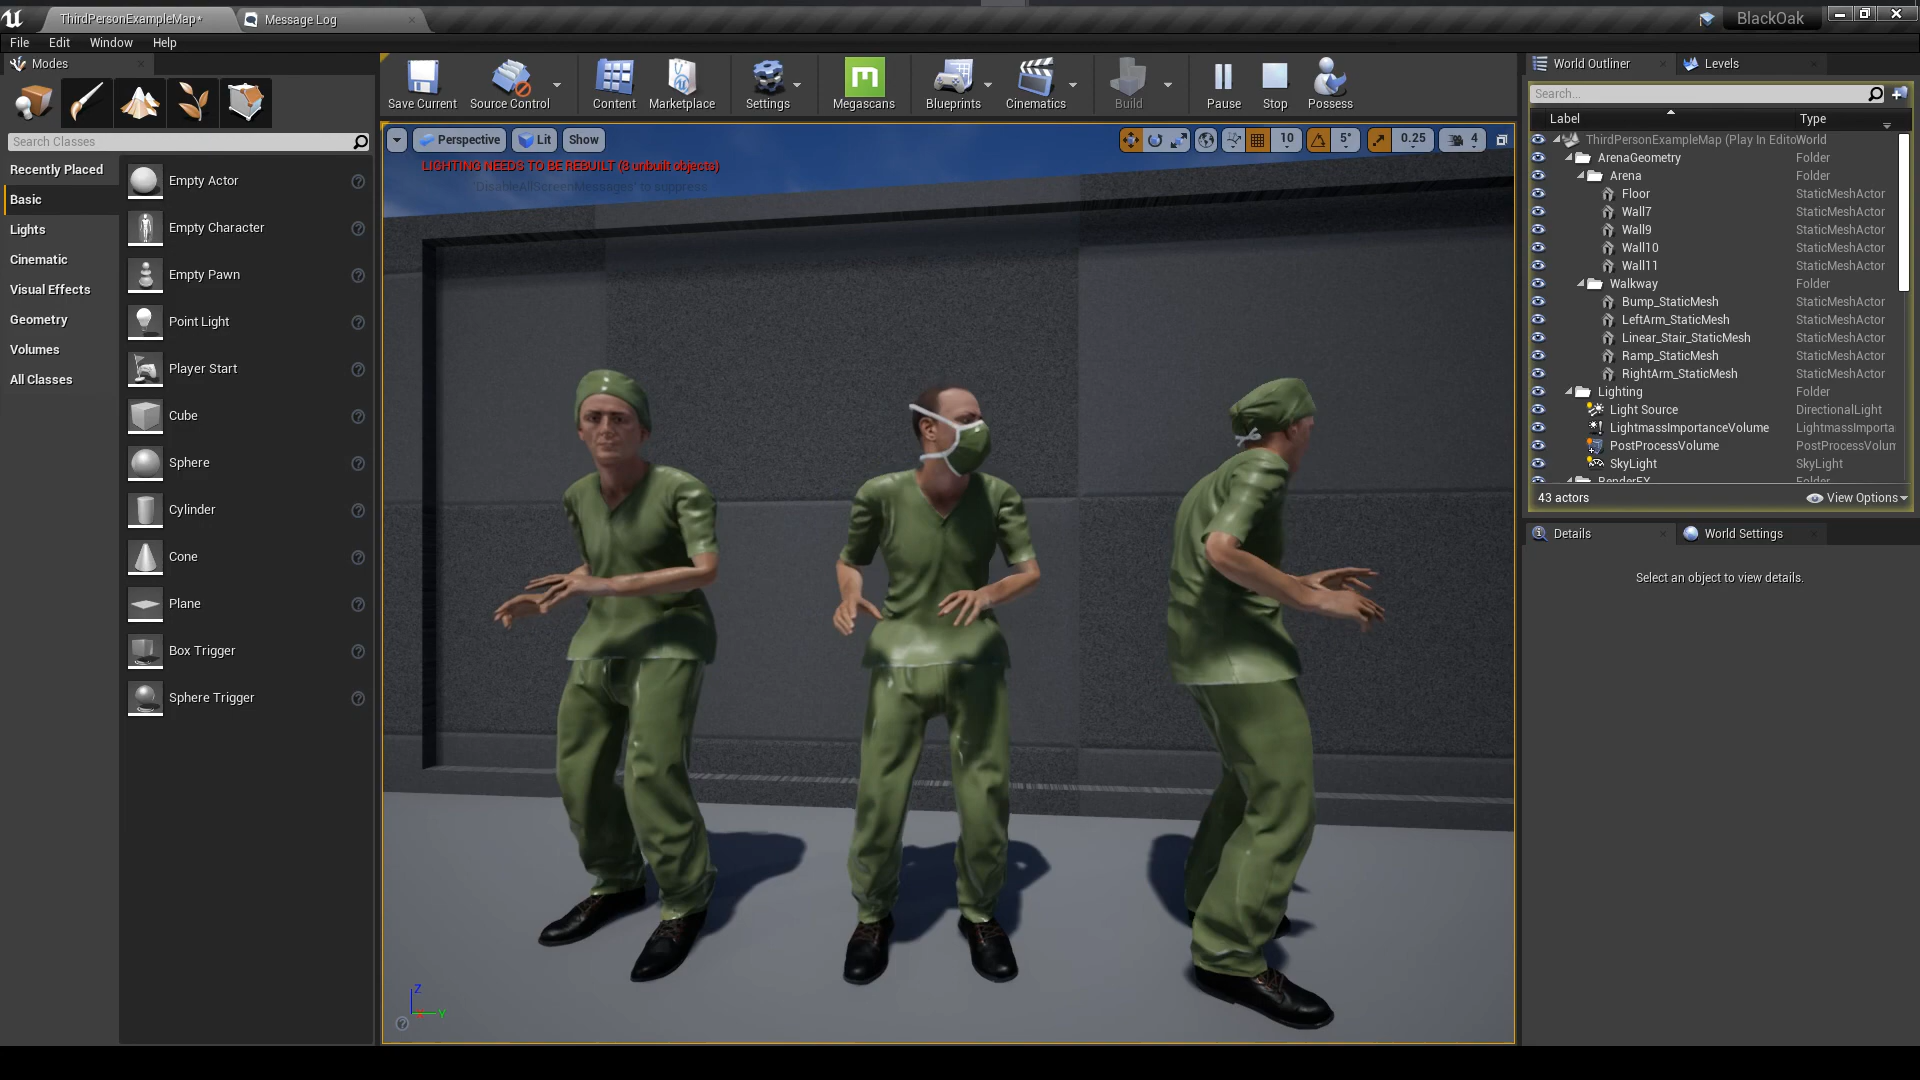 ThirdPersonExampleMap*
Message Log
BlackOak
File Edit Window Help
Modes
Search Classes
Recently Placed
Basic
Lights
Cinematic
Visual Effects
Geometry
Volumes
All Classes
Empty Actor
Empty Character
Empty Pawn
Point Light
Player Start
Cube
Sphere
Cylinder
Cone
Plane
Box Trigger
Sphere Trigger
Save Current
Source Control
Content
Marketplace
Settings
Megascans
Blueprints
Cinematics
Build
Pause
Stop
Possess
Perspective
Lit
Show
10
5°
0.25
4
LIGHTING NEEDS TO BE REBUILT (8 unbuilt objects)
'DisableAllScreenMessages' to suppress
Z
Y
World Outliner
Levels
Search...
Label Type
ThirdPersonExampleMap (Play In Edito World
ArenaGeometry Folder
Arena Folder
Floor StaticMeshActor
Wall7 StaticMeshActor
Wall9 StaticMeshActor
Wall10 StaticMeshActor
Wall11 StaticMeshActor
Walkway Folder
Bump_StaticMesh StaticMeshActor
LeftArm_StaticMesh StaticMeshActor
Linear_Stair_StaticMesh StaticMeshActor
Ramp_StaticMesh StaticMeshActor
RightArm_StaticMesh StaticMeshActor
Lighting Folder
Light Source DirectionalLight
LightmassImportanceVolume LightmassImporta
PostProcessVolume PostProcessVolum
SkyLight SkyLight
RenderFX Folder
43 actors
View Options
Details
World Settings
Select an object to view details.